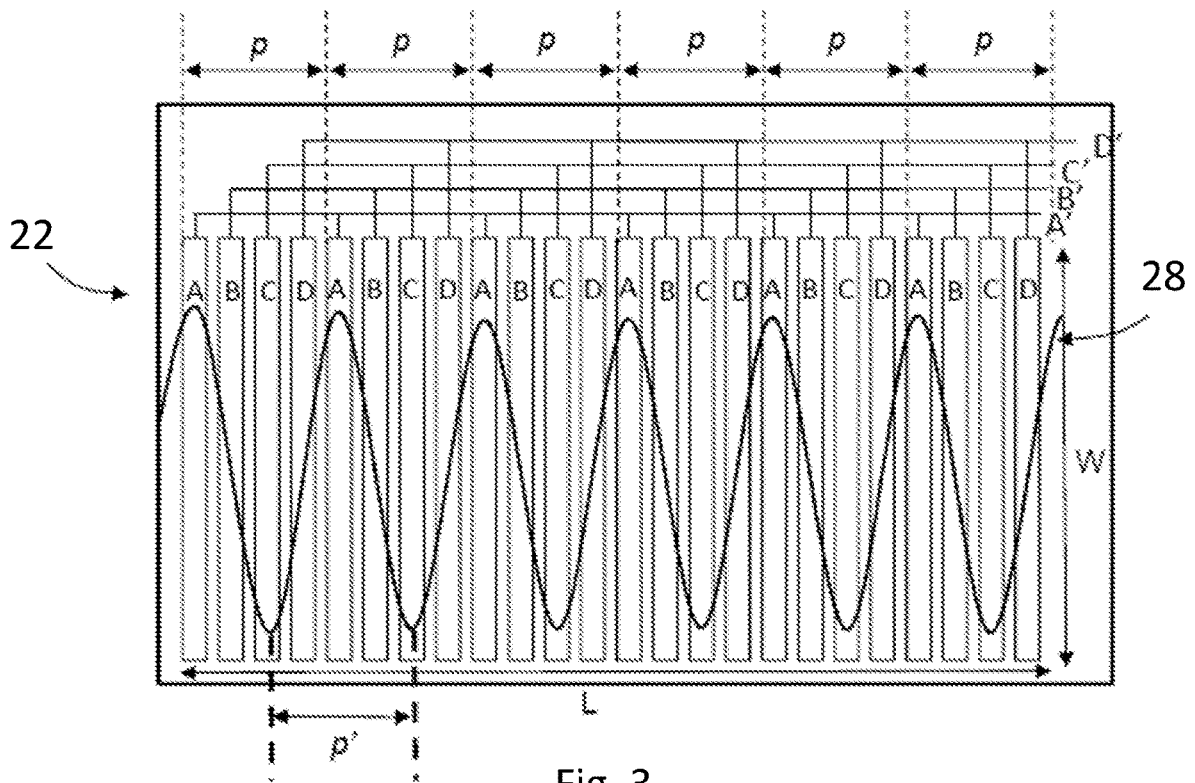 p p p p p p
D'
C'
B'
A'
22
A B C D A B C D A B C D A B C D A B C D A B C D
28
W
L
p'
Fig. 3